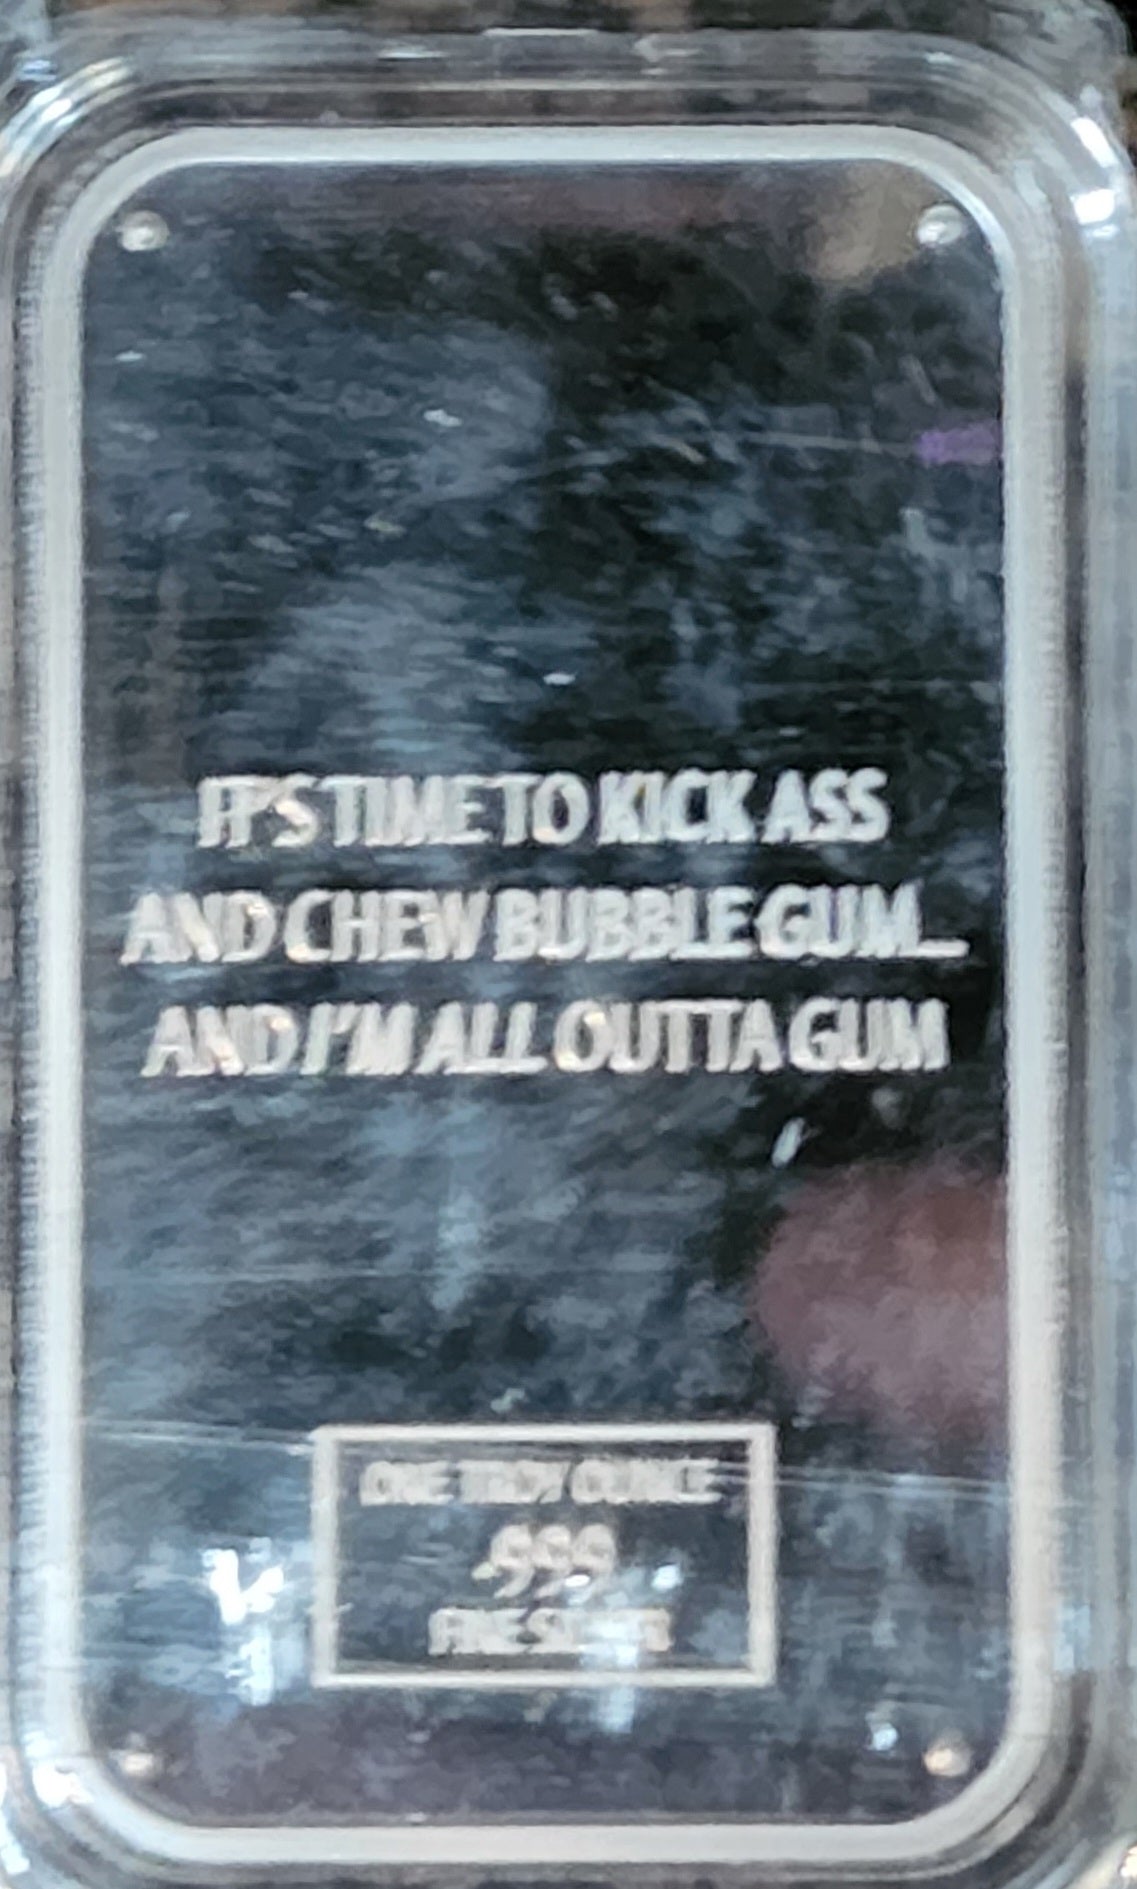 IT'S TIME TO KICK ASS
AND CHEW BUBBLE GUM...
AND I'M ALL OUTTA GUM
ONE TROY OUNCE
.999
FINE SILVER